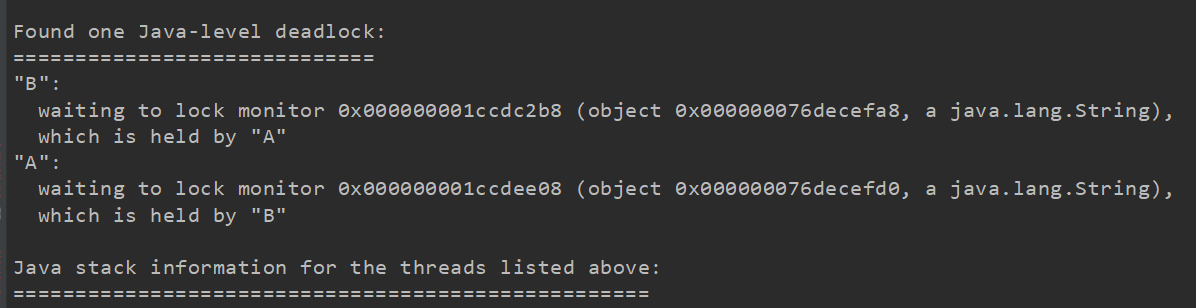 Found one Java-level deadlock:
=============================
"B":
  waiting to lock monitor 0x000000001ccdc2b8 (object 0x000000076decefa8, a java.lang.String),
  which is held by "A"
"A":
  waiting to lock monitor 0x000000001ccdee08 (object 0x000000076decefd0, a java.lang.String),
  which is held by "B"
Java stack information for the threads listed above:
===================================================